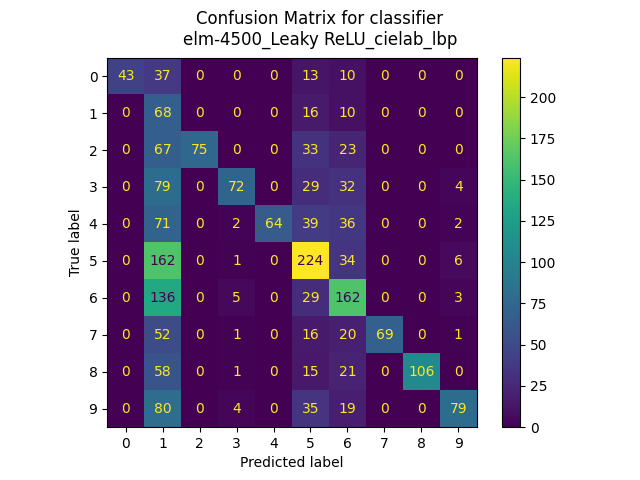 Confusion Matrix for classifier
elm-4500_Leaky ReLU_cielab_lbp
0 43 37 0 0 0 13 10 0 0 0
1 0 68 0 0 0 16 10 0 0 0
2 0 67 75 0 0 33 23 0 0 0
3 0 79 0 72 0 29 32 0 0 4
4 0 71 0 2 64 39 36 0 0 2
5 0 162 0 1 0 224 34 0 0 6
6 0 136 0 5 0 29 162 0 0 3
7 0 52 0 1 0 16 20 69 0 1
8 0 58 0 1 0 15 21 0 106 0
9 0 80 0 4 0 35 19 0 0 79
0 1 2 3 4 5 6 7 8 9
True label
Predicted label
200
175
150
125
100
75
50
25
0